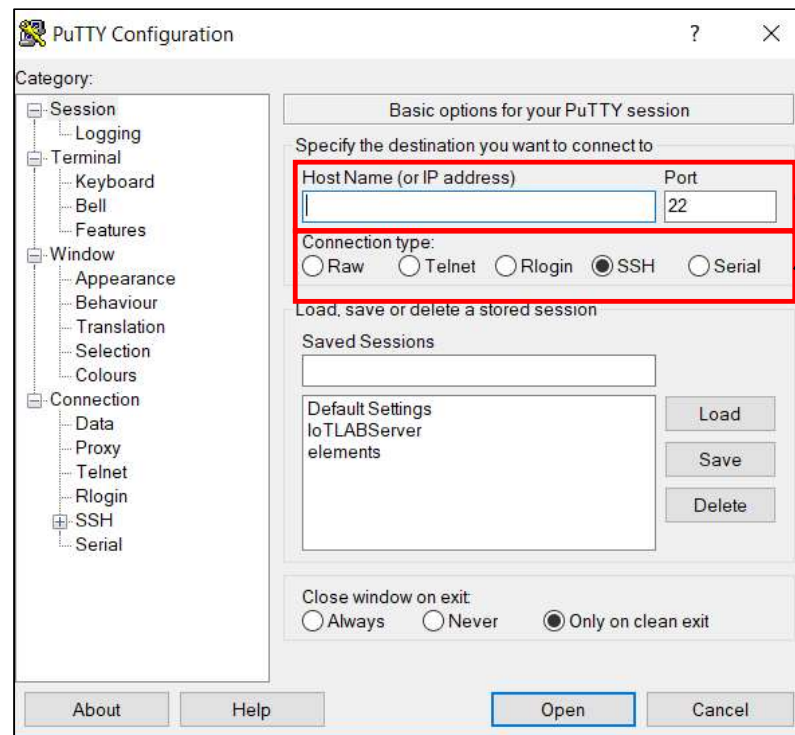 PuTTY Configuration ? ×
Category:
Session
Logging
Terminal
Keyboard
Bell
Features
Window
Appearance
Behaviour
Translation
Selection
Colours
Connection
Data
Proxy
Telnet
Rlogin
SSH
Serial
Basic options for your PuTTY session
Specify the destination you want to connect to
Host Name (or IP address) Port
22
Connection type:
Raw Telnet Rlogin SSH Serial
Load, save or delete a stored session
Saved Sessions
Default Settings
IoTLABServer
elements
Load
Save
Delete
Close window on exit:
Always Never Only on clean exit
About Help Open Cancel